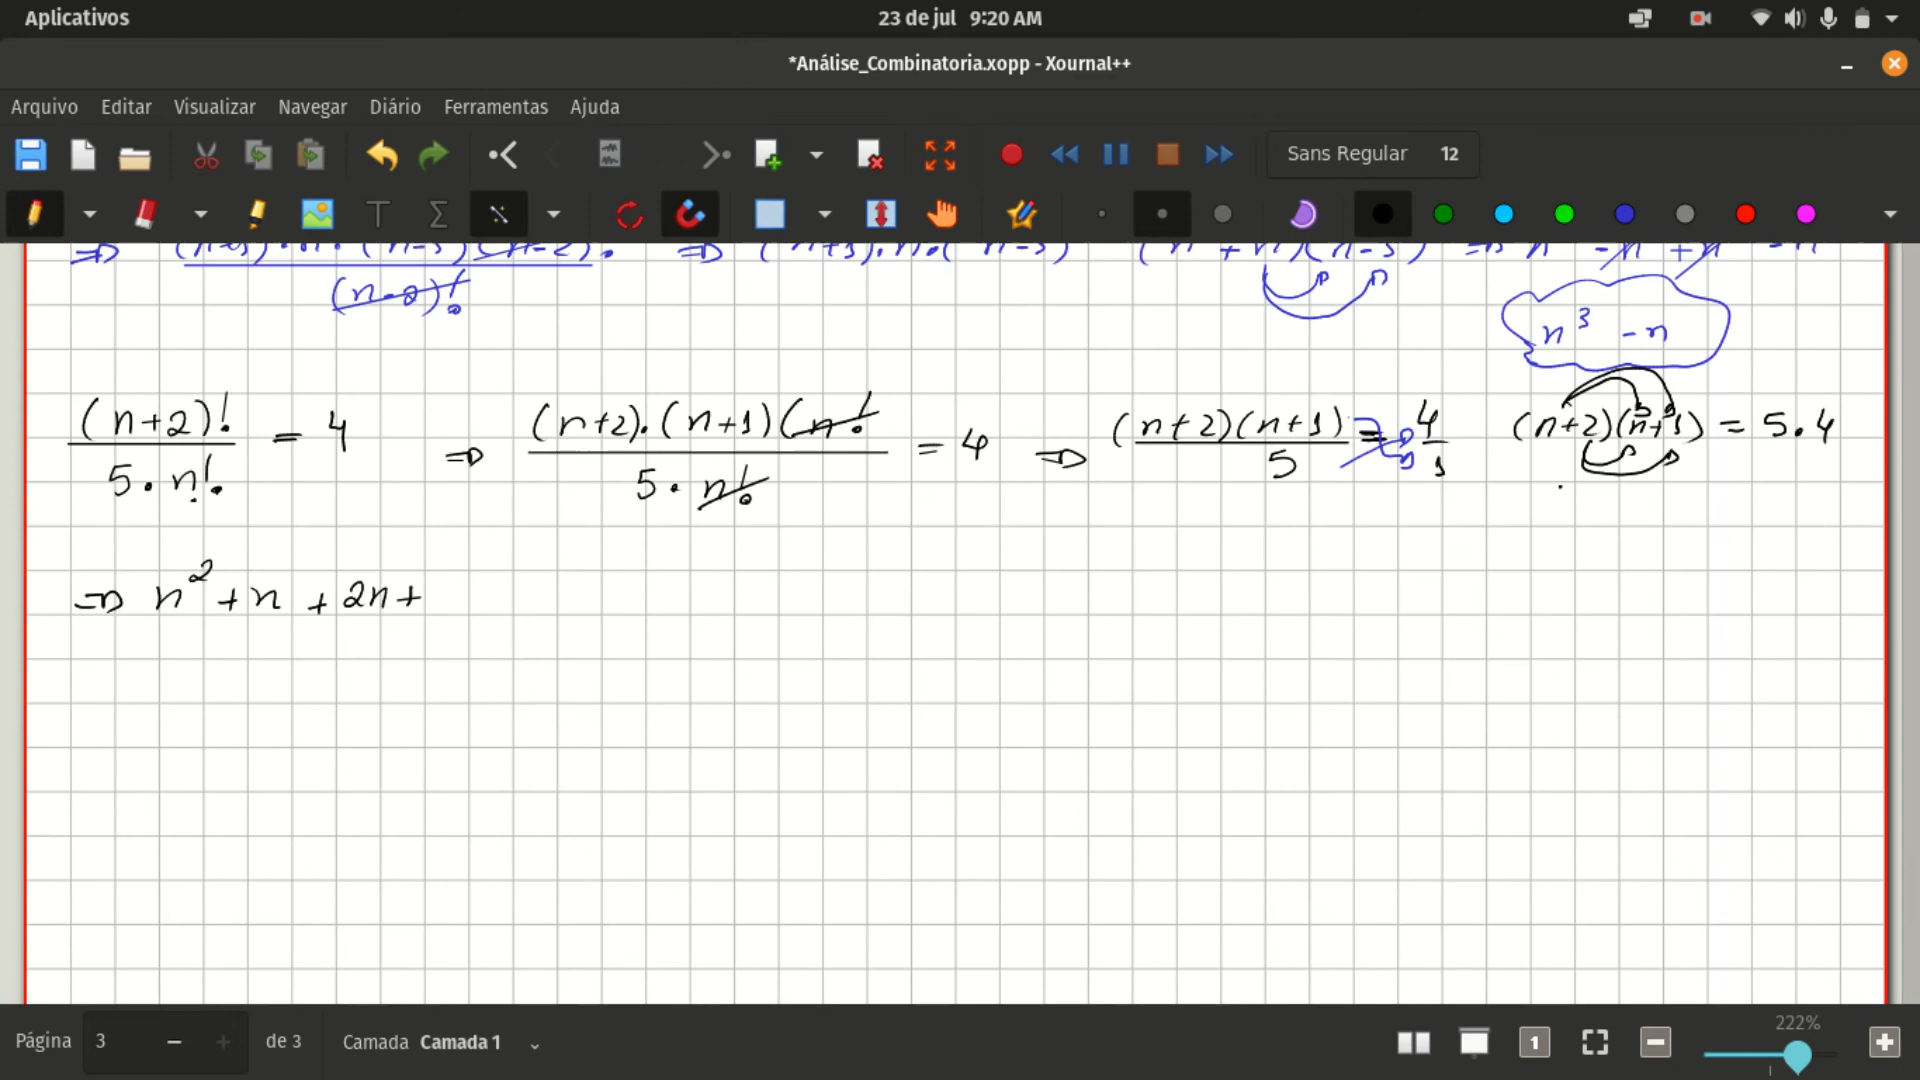 Aplicativos 23 de jul 9:20 AM
*Análise_Combinatoria.xopp - Xournal++
Arquivo Editar Visualizar Navegar Diário Ferramentas Ajuda
Sans Regular 12
T Σ
(n-2)!
n³ - n
(n+2)! / 5 · n! = 4 ⇒ (n+2).(n+1)(n! / 5 · n! = 4 ⇒ (n+2)(n+1) / 5 = 4 / 1 (n+2)(n+1) = 5.4
⇒ n² + n + 2n +
Página 3 de 3 Camada Camada 1 1 222%